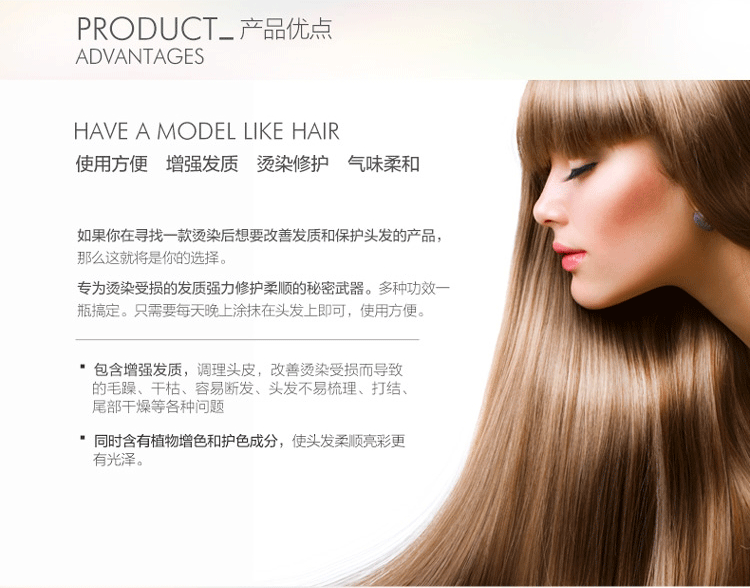 PRODUCT_ 产品优点
ADVANTAGES
HAVE A MODEL LIKE HAIR
使用方便 增强发质 烫染修护 气味柔和
如果你在寻找一款烫染后想要改善发质和保护头发的产品，
那么这就将是你的选择。
专为烫染受损的发质强力修护柔顺的秘密武器。多种功效一
瓶搞定。只需要每天晚上涂抹在头发上即可，使用方便。
▪ 包含增强发质，调理头皮，改善烫染受损而导致
的毛躁、干枯、容易断发、头发不易梳理、打结、
尾部干燥等各种问题
▪ 同时含有植物增色和护色成分，使头发柔顺亮彩更
有光泽。